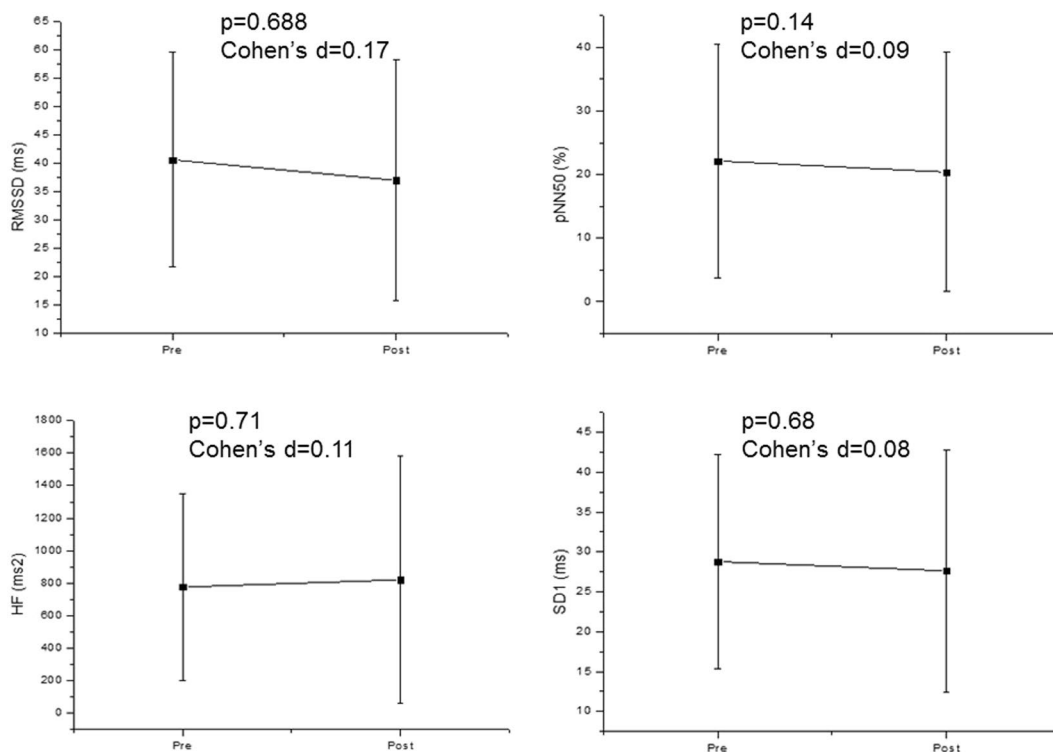 p=0.688
Cohen's d=0.17
RMSSD (ms)
65
60
55
50
45
40
35
30
25
20
15
10
Pre
Post
p=0.14
Cohen's d=0.09
pNN50 (%)
40
30
20
10
0
Pre
Post
p=0.71
Cohen's d=0.11
HF (ms2)
1800
1600
1400
1200
1000
800
600
400
200
0
Pre
Post
p=0.68
Cohen's d=0.08
SD1 (ms)
45
40
35
30
25
20
15
10
Pre
Post